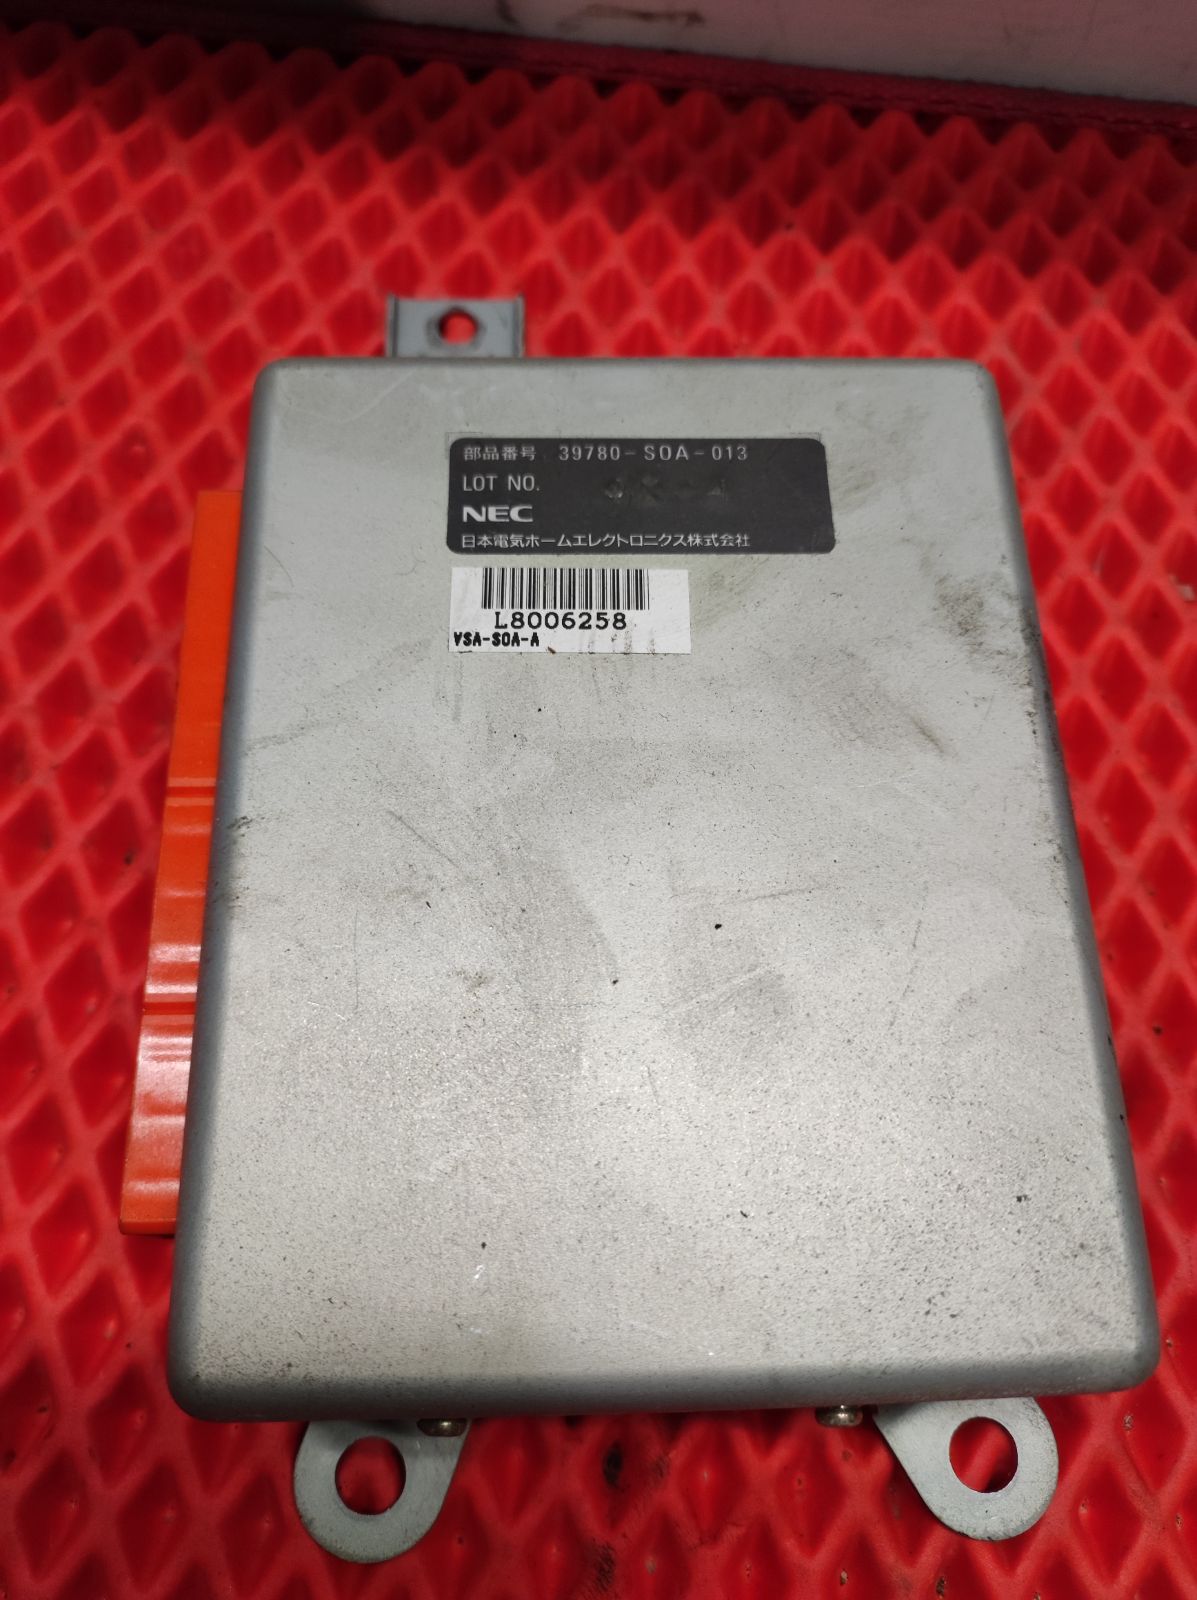 部品番号 39780-S0A-013
LOT NO.
NEC
日本電気ホームエレクトロニクス株式会社
L8006258
VSA-S0A-A